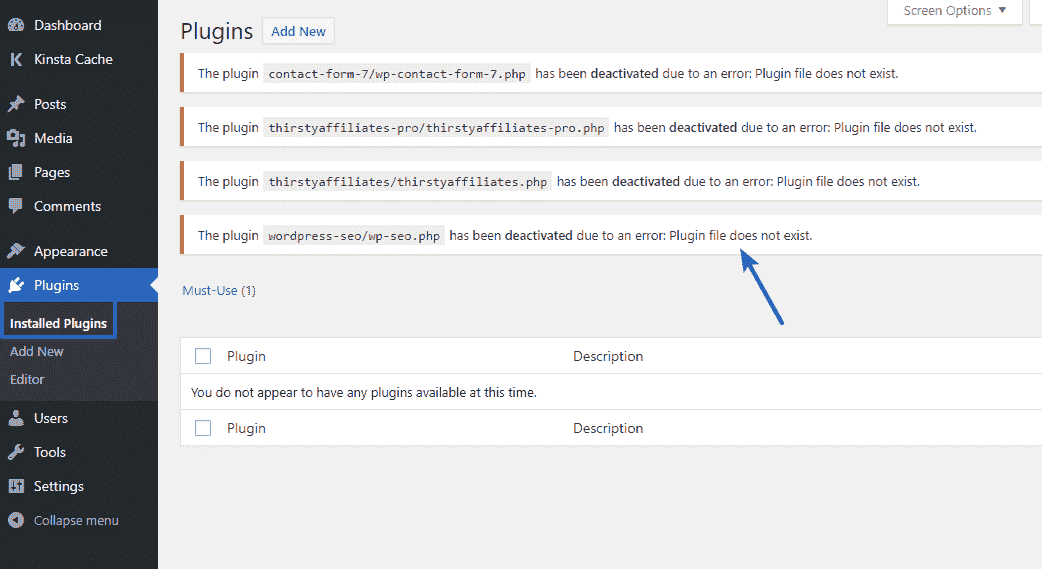 Dashboard
Kinsta Cache
Posts
Media
Pages
Comments
Appearance
Plugins
Installed Plugins
Add New
Editor
Users
Tools
Settings
Collapse menu
Screen Options
Plugins Add New
The plugin contact-form-7/wp-contact-form-7.php has been deactivated due to an error: Plugin file does not exist.
The plugin thirstyaffiliates-pro/thirstyaffiliates-pro.php has been deactivated due to an error: Plugin file does not exist.
The plugin thirstyaffiliates/thirstyaffiliates.php has been deactivated due to an error: Plugin file does not exist.
The plugin wordpress-seo/wp-seo.php has been deactivated due to an error: Plugin file does not exist.
Must-Use (1)
Plugin Description
You do not appear to have any plugins available at this time.
Plugin Description